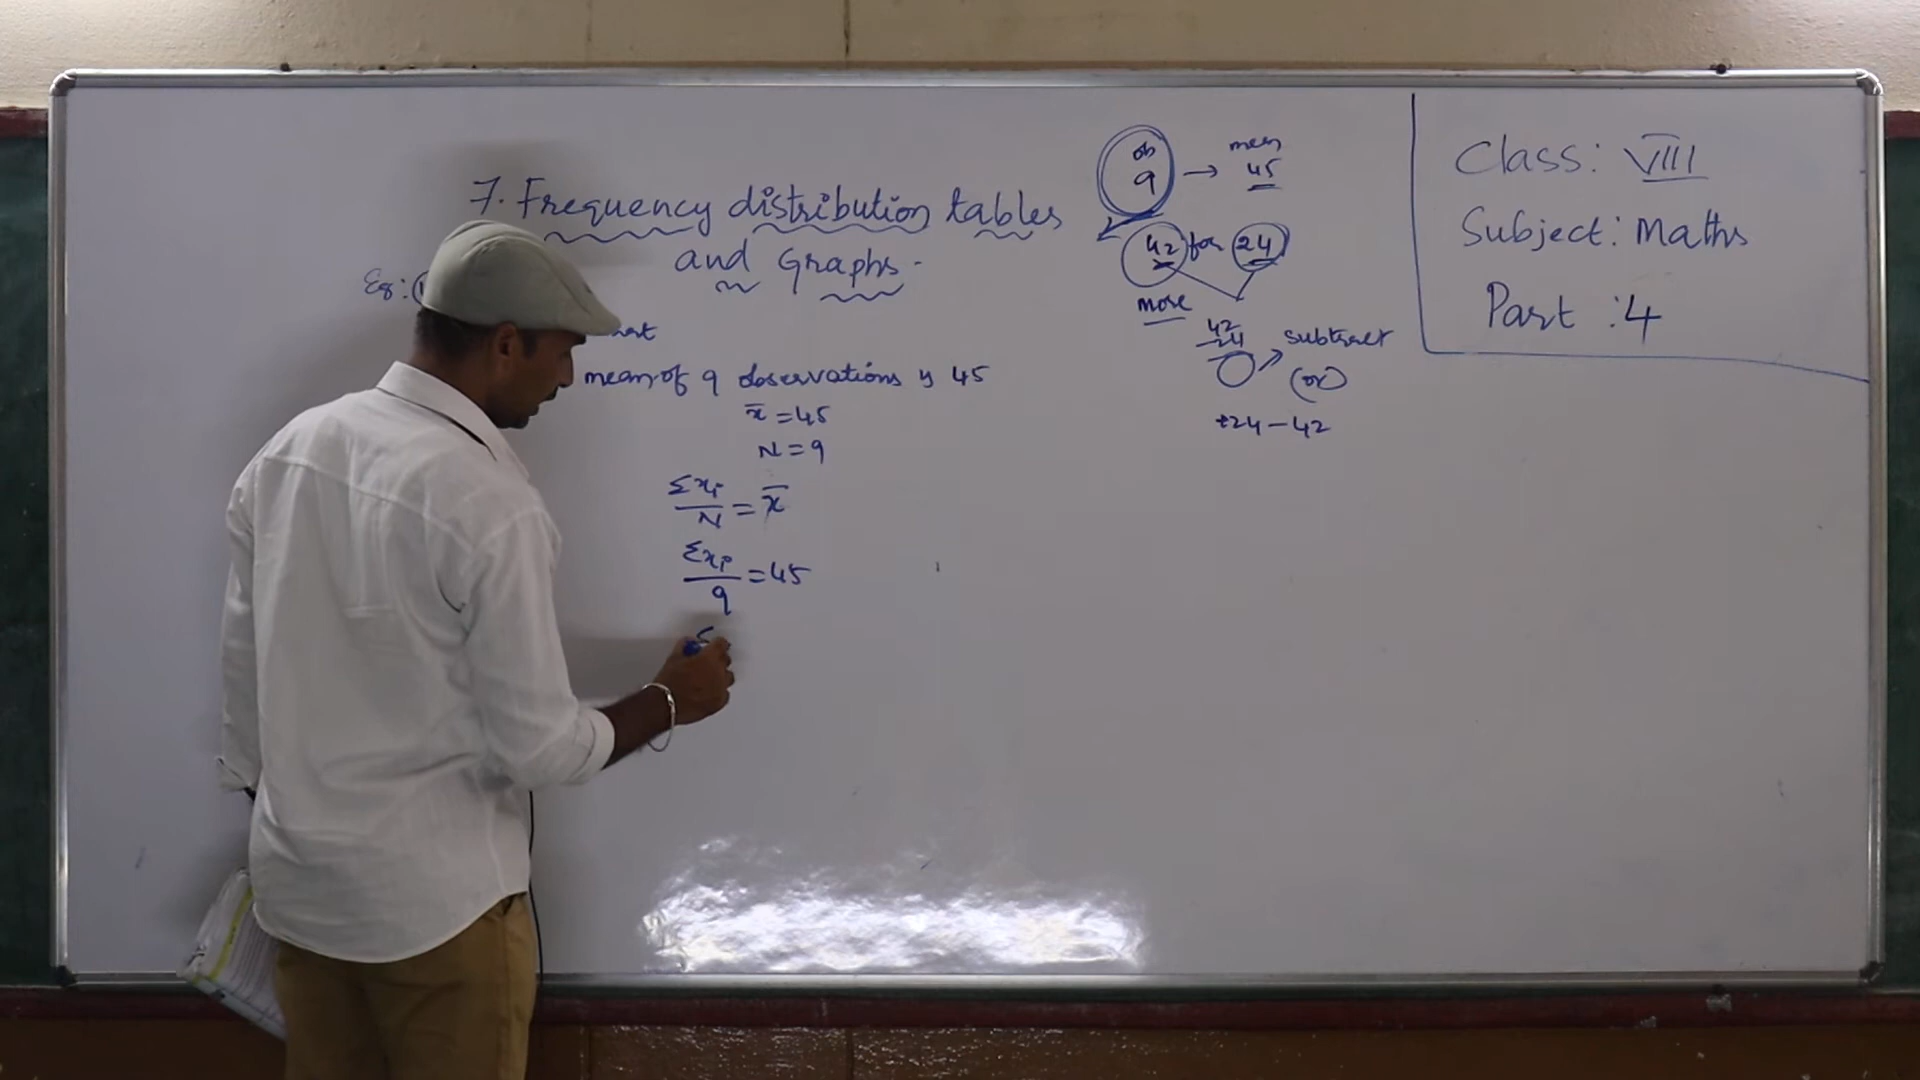 7. Frequency distribution tables
and Graphs.
Eg:
mean of 9 observations is 45
x̄ = 45
N = 9
Σxi/N = x̄
Σxi/9 = 45
ob mean
9 → 45
42 for 24
more
42
-24
subtract
(or)
+24-42
Class: VIII
Subject: Maths
Part : 4